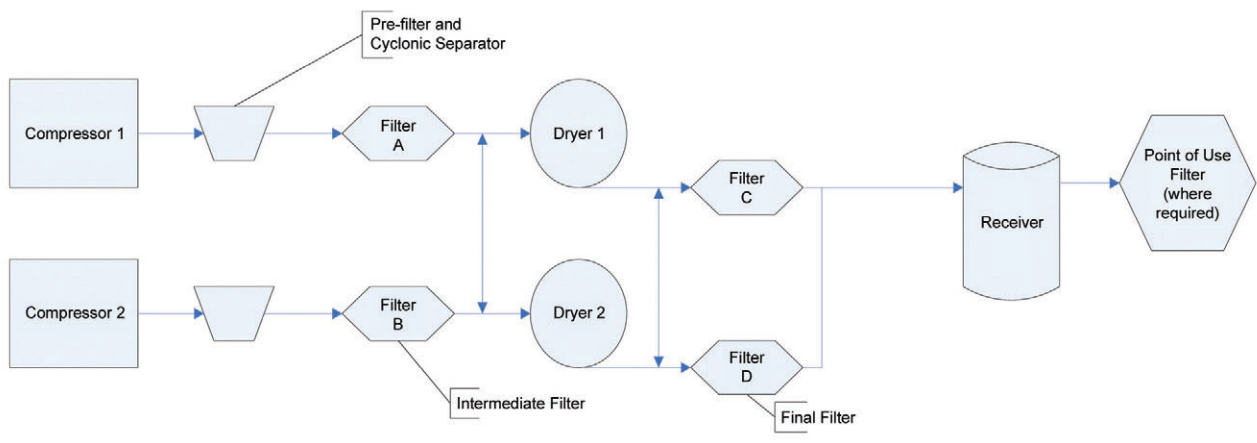 Pre-filter and
Cyclonic Separator
Compressor 1
Filter
A
Dryer 1
Filter
C
Point of Use
Filter
(where
required)
Receiver
Compressor 2
Filter
B
Dryer 2
Filter
D
Intermediate Filter
Final Filter